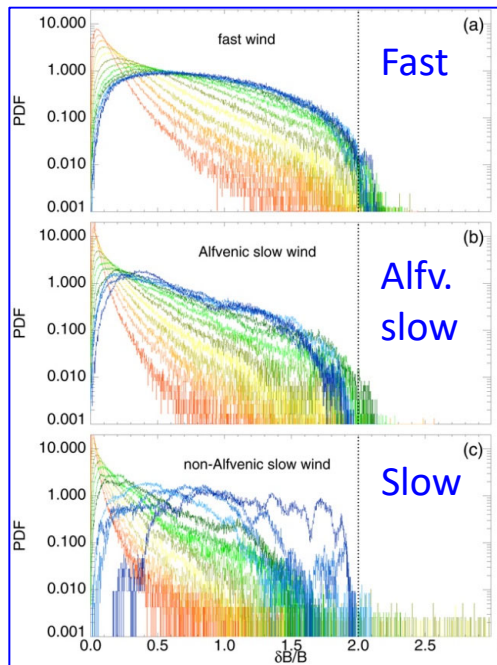 10.000
1.000
0.100
0.010
0.001
PDF
fast wind
(a)
Fast
10.000
1.000
0.100
0.010
0.001
PDF
Alfvenic slow wind
(b)
Alfv.
slow
10.000
1.000
0.100
0.010
0.001
PDF
non-Alfvenic slow wind
(c)
Slow
0.0 0.5 1.0 1.5 2.0 2.5
δB/B